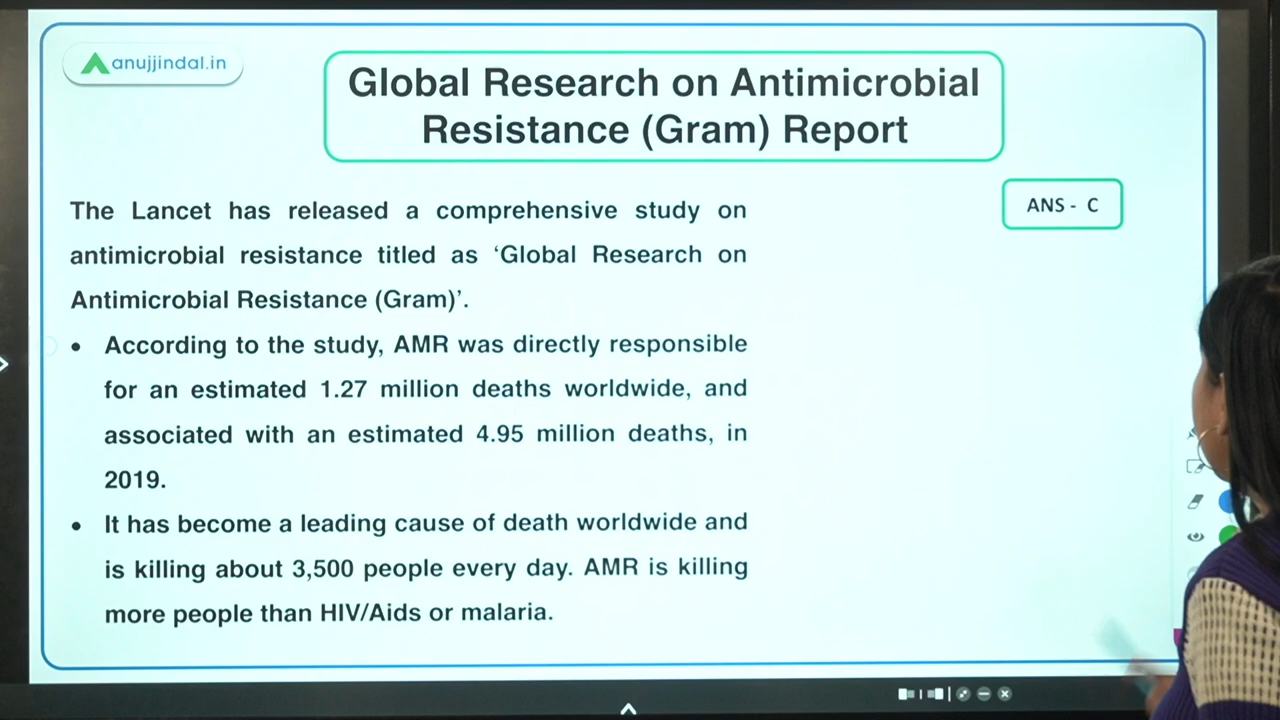 anujjindal.in
Global Research on Antimicrobial
Resistance (Gram) Report
ANS - C
The Lancet has released a comprehensive study on
antimicrobial resistance titled as ‘Global Research on
Antimicrobial Resistance (Gram)’.
• According to the study, AMR was directly responsible
for an estimated 1.27 million deaths worldwide, and
associated with an estimated 4.95 million deaths, in
2019.
• It has become a leading cause of death worldwide and
is killing about 3,500 people every day. AMR is killing
more people than HIV/Aids or malaria.